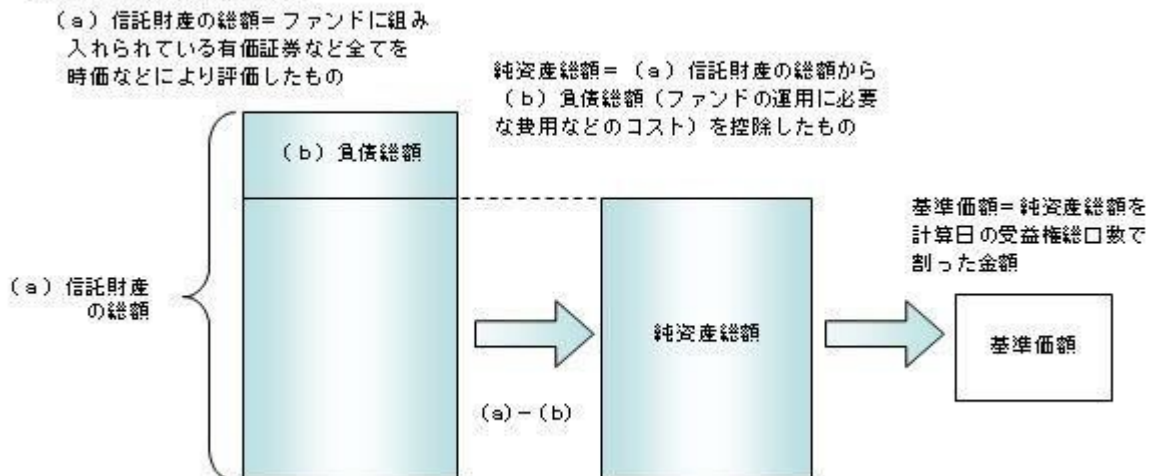 (a)信託財産の総額=ファンドに組み
入れられている有価証券など全てを
時価などにより評価したもの
純資産総額=(a)信託財産の総額から
(b)負債総額(ファンドの運用に必要
な費用などのコスト)を控除したもの
(b)負債総額
基準価額=純資産総額を
計算日の受益権総口数で
割った金額
(a)信託財産
の総額
純資産総額
基準価額
(a)-(b)